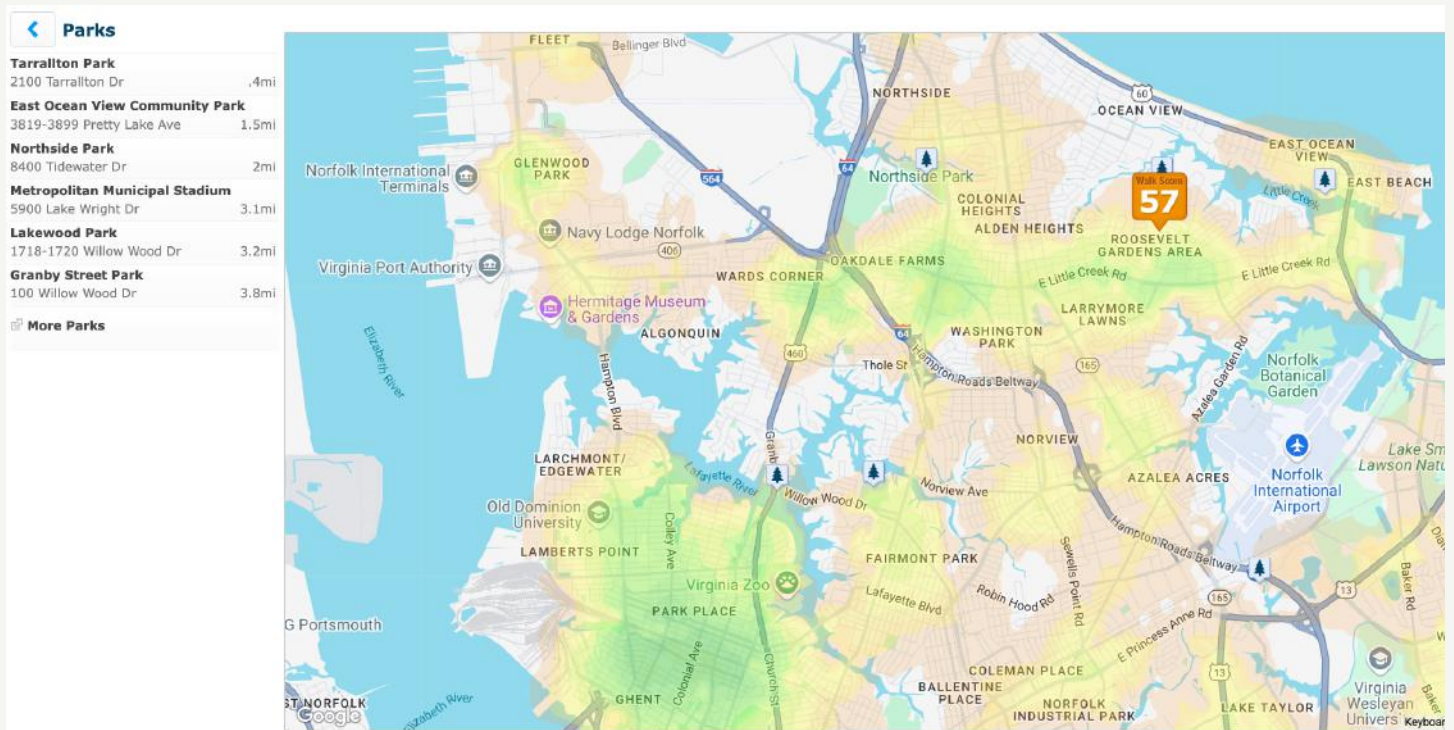 Parks
Tarrallton Park
2100 Tarrallton Dr .4mi
East Ocean View Community Park
3819-3899 Pretty Lake Ave 1.5mi
Northside Park
8400 Tidewater Dr 2mi
Metropolitan Municipal Stadium
5900 Lake Wright Dr 3.1mi
Lakewood Park
1718-1720 Willow Wood Dr 3.2mi
Granby Street Park
100 Willow Wood Dr 3.8mi
More Parks
FLEET
Bellinger Blvd
NORTHSIDE
60
OCEAN VIEW
EAST OCEAN
VIEW
GLENWOOD
PARK
Norfolk International
Terminals
564
64
Northside Park
Walk Score
57
Little Creek
EAST BEACH
COLONIAL
HEIGHTS
ALDEN HEIGHTS
ROOSEVELT
GARDENS AREA
Navy Lodge Norfolk
406
Virginia Port Authority
WARDS CORNER
OAKDALE FARMS
E Little Creek Rd
E Little Creek Rd
Hermitage Museum
& Gardens
ALGONQUIN
LARRYMORE
LAWNS
WASHINGTON
PARK
64
460
Elizabeth River
Hampton Blvd
Thole St
Hampton Roads Beltway
165
Azalea Garden Rd
Norfolk
Botanical
Garden
Granb
NORVIEW
LARCHMONT/
EDGEWATER
Lafayette River
Willow Wood Dr
Norview Ave
AZALEA ACRES
Norfolk
International
Airport
Lake Sm
Lawson Natu
Old Dominion
University
Colley Ave
LAMBERTS POINT
FAIRMONT PARK
Sewells Point Rd
Hampton Roads Beltway
Virginia Zoo
Lafayette Blvd
Robin Hood Rd
165
13
Baker Rd
PARK PLACE
E Princess Anne Rd
G Portsmouth
Colonial Ave
Church St
COLEMAN PLACE
13
BALLENTINE
PLACE
GHENT
NORFOLK
INDUSTRIAL PARK
LAKE TAYLOR
Virginia
Wesleyan
Univers
Baker
ST NORFOLK
Google
Elizabeth River
Keyboar